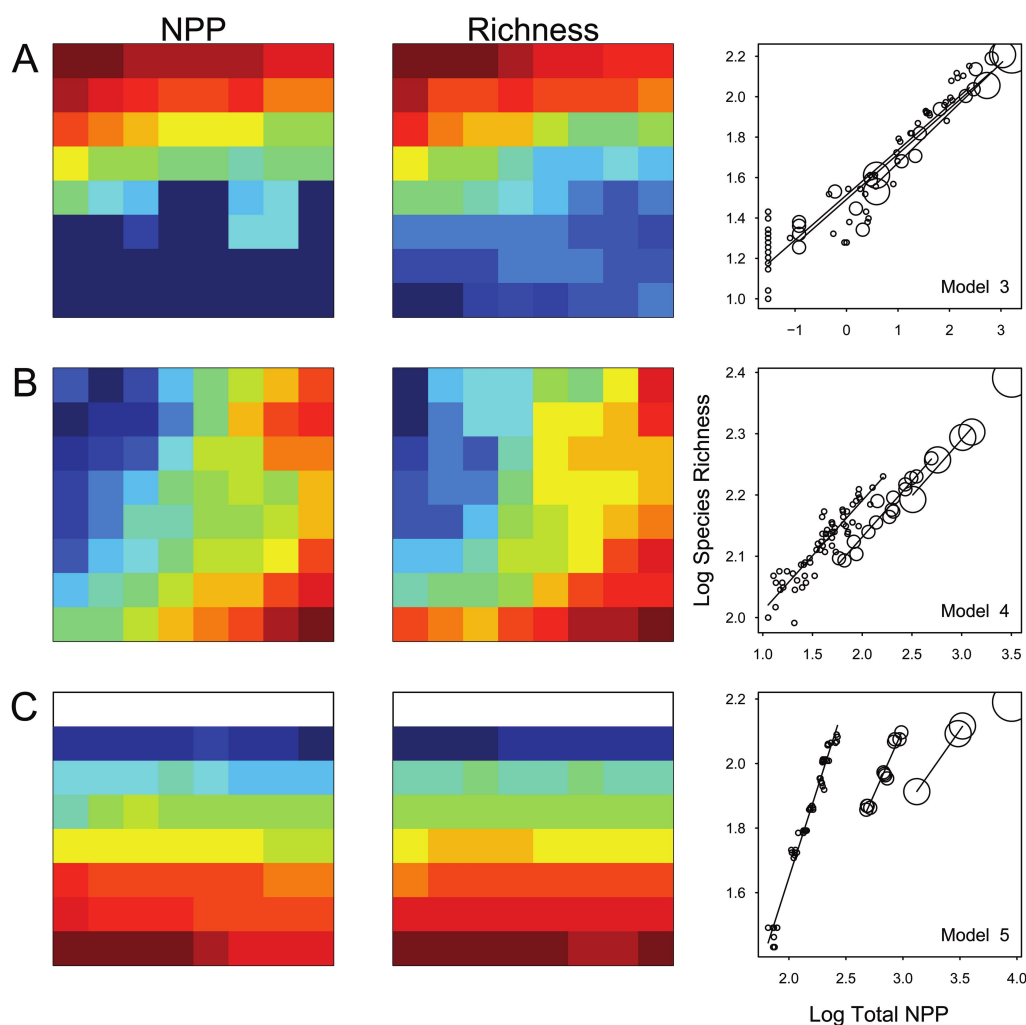 NPP
Richness
A
2.2
2.0
1.8
1.6
1.4
1.2
1.0
Model 3
−1 0 1 2 3
B
2.4
2.3
2.2
2.1
2.0
Log Species Richness
Model 4
1.0 1.5 2.0 2.5 3.0 3.5
C
2.2
2.0
1.8
1.6
Model 5
2.0 2.5 3.0 3.5 4.0
Log Total NPP